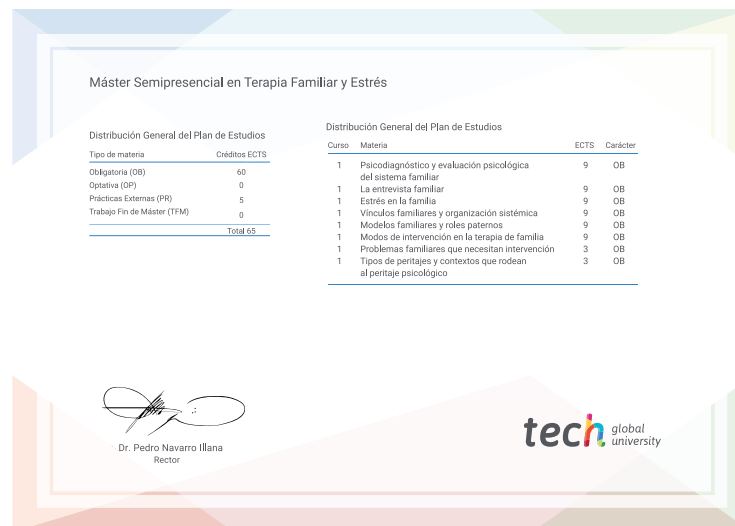 Máster Semipresencial en Terapia Familiar y Estrés
Distribución General del Plan de Estudios
Tipo de materia Créditos ECTS
Obligatoria (OB) 60
Optativa (OP) 0
Prácticas Externas (PR) 5
Trabajo Fin de Máster (TFM) 0
Total 65
Distribución General del Plan de Estudios
Curso Materia ECTS Carácter
1 Psicodiagnóstico y evaluación psicológica 9 OB
del sistema familiar
1 La entrevista familiar 9 OB
1 Estrés en la familia 9 OB
1 Vínculos familiares y organización sistémica 9 OB
1 Modelos familiares y roles paternos 9 OB
1 Modos de intervención en la terapia de familia 9 OB
1 Problemas familiares que necesitan intervención 3 OB
1 Tipos de peritajes y contextos que rodean 3 OB
al peritaje psicológico
Dr. Pedro Navarro Illana
Rector
tech global
university